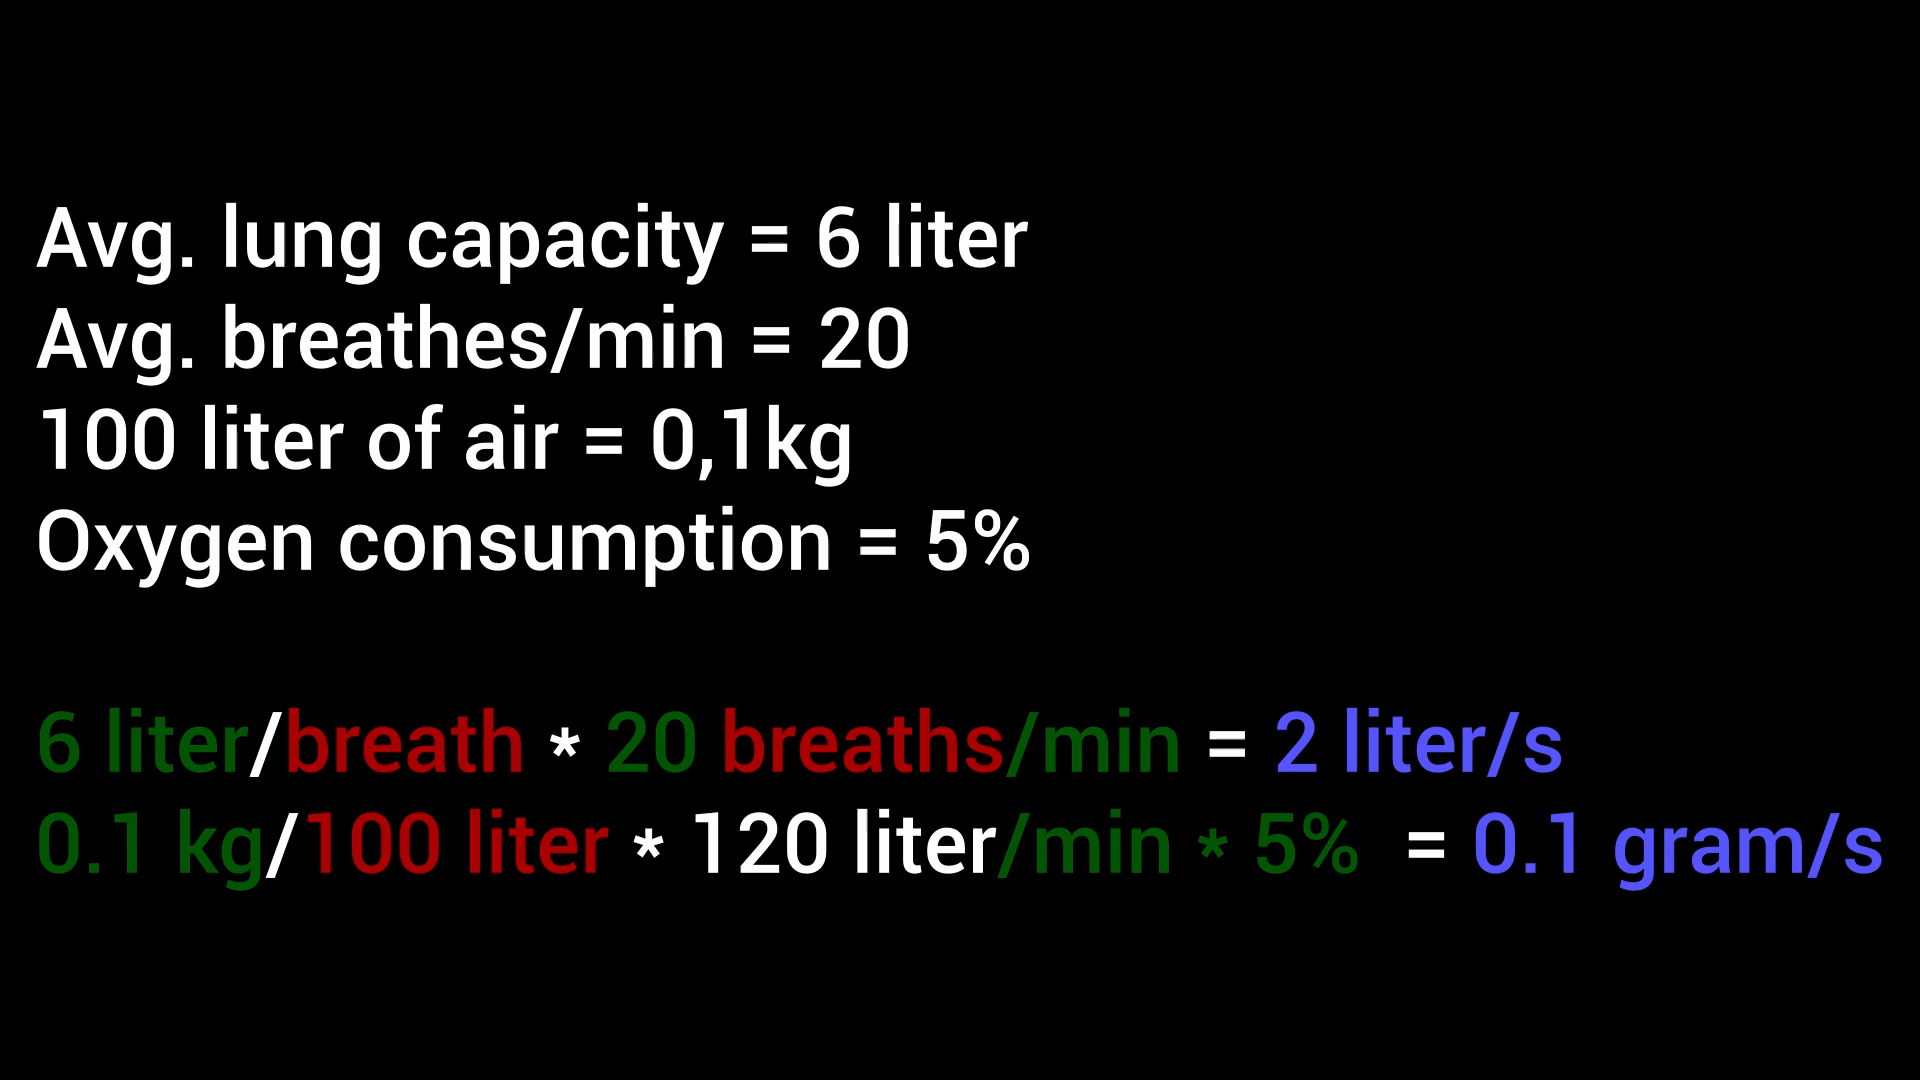 Avg. lung capacity = 6 liter
Avg. breathes/min = 20
100 liter of air = 0,1kg
Oxygen consumption = 5%
6 liter/breath * 20 breaths/min = 2 liter/s
0.1 kg/100 liter * 120 liter/min * 5% = 0.1 gram/s